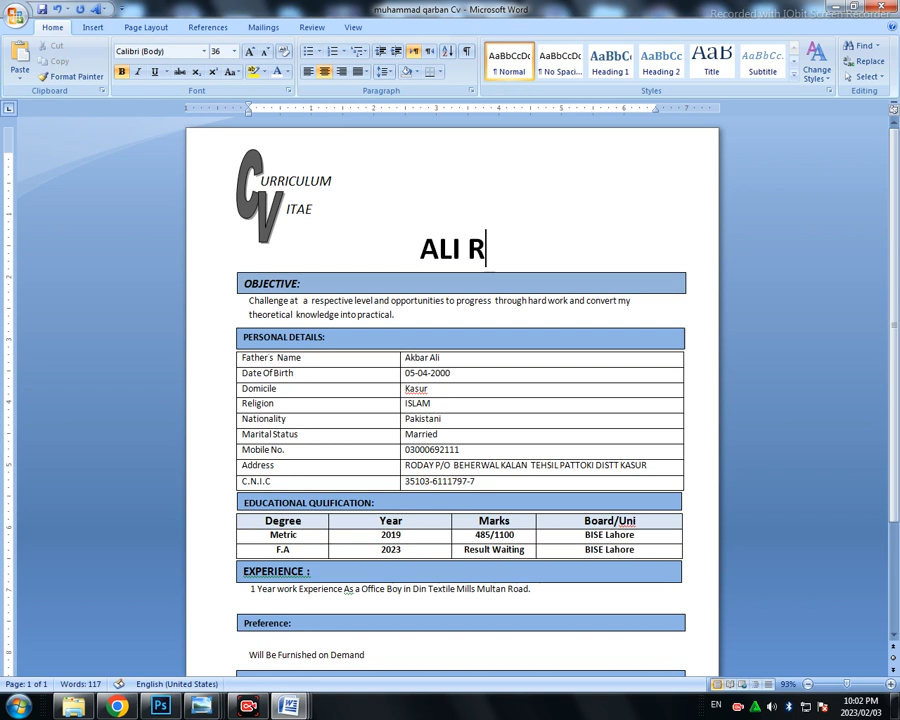 muhammad qarban Cv - Microsoft Word
Recorded with IObit Screen Recorder
Home Insert Page Layout References Mailings Review View
Paste
Cut
Copy
Format Painter
Clipboard
Calibri (Body) 36
B I U abc x₂ x² Aa
Font
Paragraph
AaBbCcDc AaBbCcDc AaBbC AaBbCc AaB AaBbCc.
¶ Normal ¶ No Spaci... Heading 1 Heading 2 Title Subtitle
Change Styles
Styles
Find
Replace
Select
Editing
CURRICULUM
VITAE
ALI R
OBJECTIVE:
Challenge at a respective level and opportunities to progress through hard work and convert my
theoretical knowledge into practical.
PERSONAL DETAILS:
Father's Name Akbar Ali
Date Of Birth 05-04-2000
Domicile Kasur
Religion ISLAM
Nationality Pakistani
Marital Status Married
Mobile No. 03000692111
Address RODAY P/O BEHERWAL KALAN TEHSIL PATTOKI DISTT KASUR
C.N.I.C 35103-6111797-7
EDUCATIONAL QULIFICATION:
Degree Year Marks Board/Uni
Metric 2019 485/1100 BISE Lahore
F.A 2023 Result Waiting BISE Lahore
EXPERIENCE :
1 Year work Experience As a Office Boy in Din Textile Mills Multan Road.
Preference:
Will Be Furnished on Demand
Page: 1 of 1 Words: 117 English (United States) 93%
Ps
EN
10:02 PM
2023/02/03